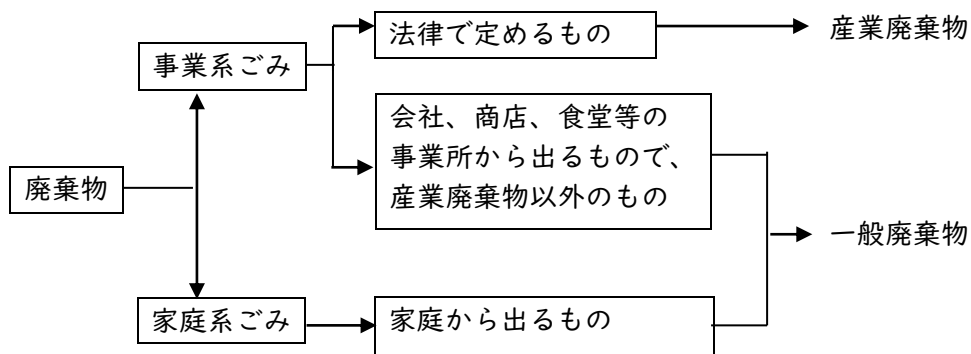 法律で定めるもの
産業廃棄物
事業系ごみ
会社、商店、食堂等の
事業所から出るもので、
産業廃棄物以外のもの
廃棄物
一般廃棄物
家庭系ごみ
家庭から出るもの